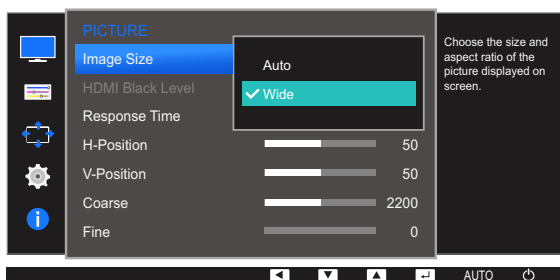 PICTURE
Image Size
Auto
Choose the size and
aspect ratio of the
picture displayed on
screen.
HDMI Black Level
Wide
Response Time
H-Position 50
V-Position 50
Coarse 2200
Fine 0
AUTO